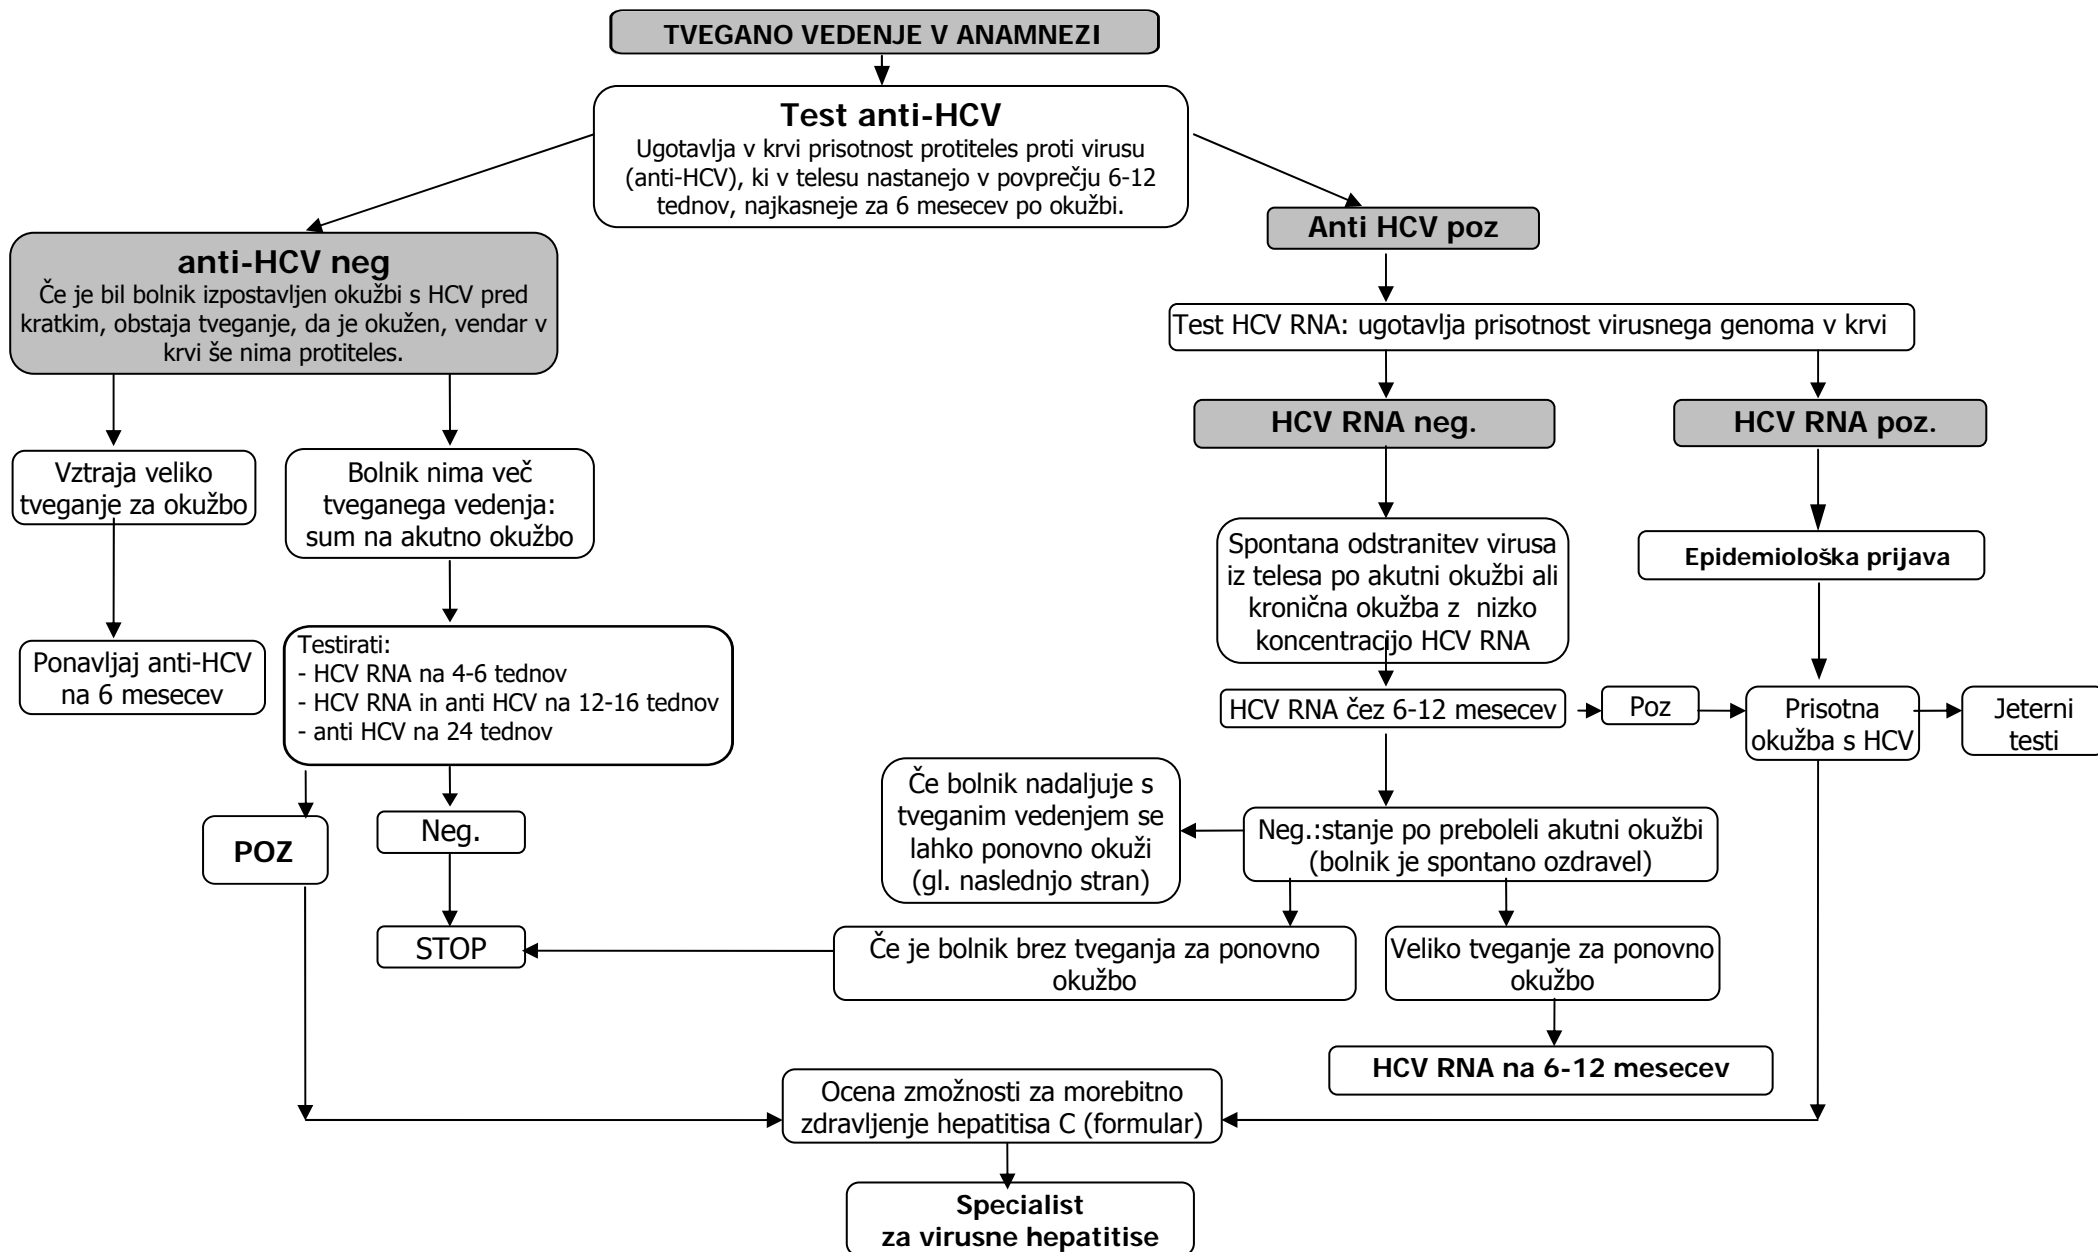 TVEGANO VEDENJE V ANAMNEZI
Test anti-HCV
Ugotavlja v krvi prisotnost protiteles proti virusu
(anti-HCV), ki v telesu nastanejo v povprečju 6-12
tednov, najkasneje za 6 mesecev po okužbi.
anti-HCV neg
Če je bil bolnik izpostavljen okužbi s HCV pred
kratkim, obstaja tveganje, da je okužen, vendar v
krvi še nima protiteles.
Anti HCV poz
Test HCV RNA: ugotavlja prisotnost virusnega genoma v krvi
HCV RNA neg.
HCV RNA poz.
Vztraja veliko
tveganje za okužbo
Bolnik nima več
tveganega vedenja:
sum na akutno okužbo
Spontana odstranitev virusa
iz telesa po akutni okužbi ali
kronična okužba z  nizko
koncentracijo HCV RNA
Epidemiološka prijava
Ponavljaj anti-HCV
na 6 mesecev
Testirati:
- HCV RNA na 4-6 tednov
- HCV RNA in anti HCV na 12-16 tednov
- anti HCV na 24 tednov
HCV RNA čez 6-12 mesecev
Poz
Prisotna
okužba s HCV
Jeterni
testi
POZ
Neg.
Če bolnik nadaljuje s
tveganim vedenjem se
lahko ponovno okuži
(gl. naslednjo stran)
Neg.:stanje po preboleli akutni okužbi
(bolnik je spontano ozdravel)
STOP
Če je bolnik brez tveganja za ponovno
okužbo
Veliko tveganje za ponovno
okužbo
HCV RNA na 6-12 mesecev
Ocena zmožnosti za morebitno
zdravljenje hepatitisa C (formular)
Specialist
za virusne hepatitise